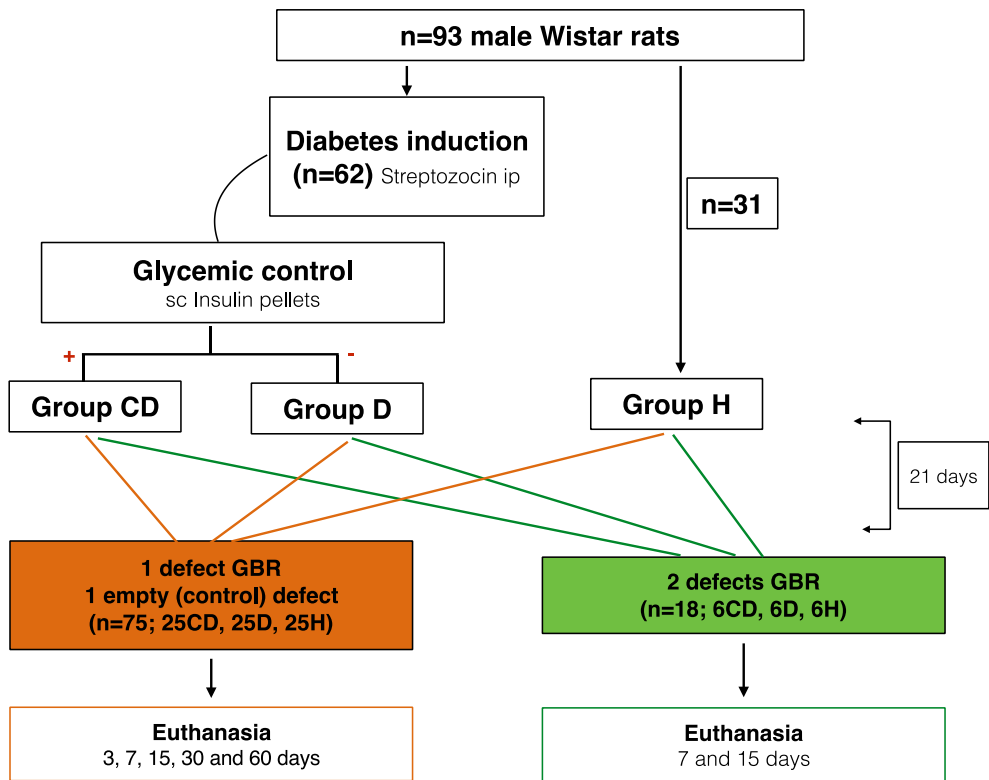 n=93 male Wistar rats
Diabetes induction
(n=62) Streptozocin ip
n=31
Glycemic control
sc Insulin pellets
+ -
Group CD
Group D
Group H
21 days
1 defect GBR
1 empty (control) defect
(n=75; 25CD, 25D, 25H)
2 defects GBR
(n=18; 6CD, 6D, 6H)
Euthanasia
3, 7, 15, 30 and 60 days
Euthanasia
7 and 15 days